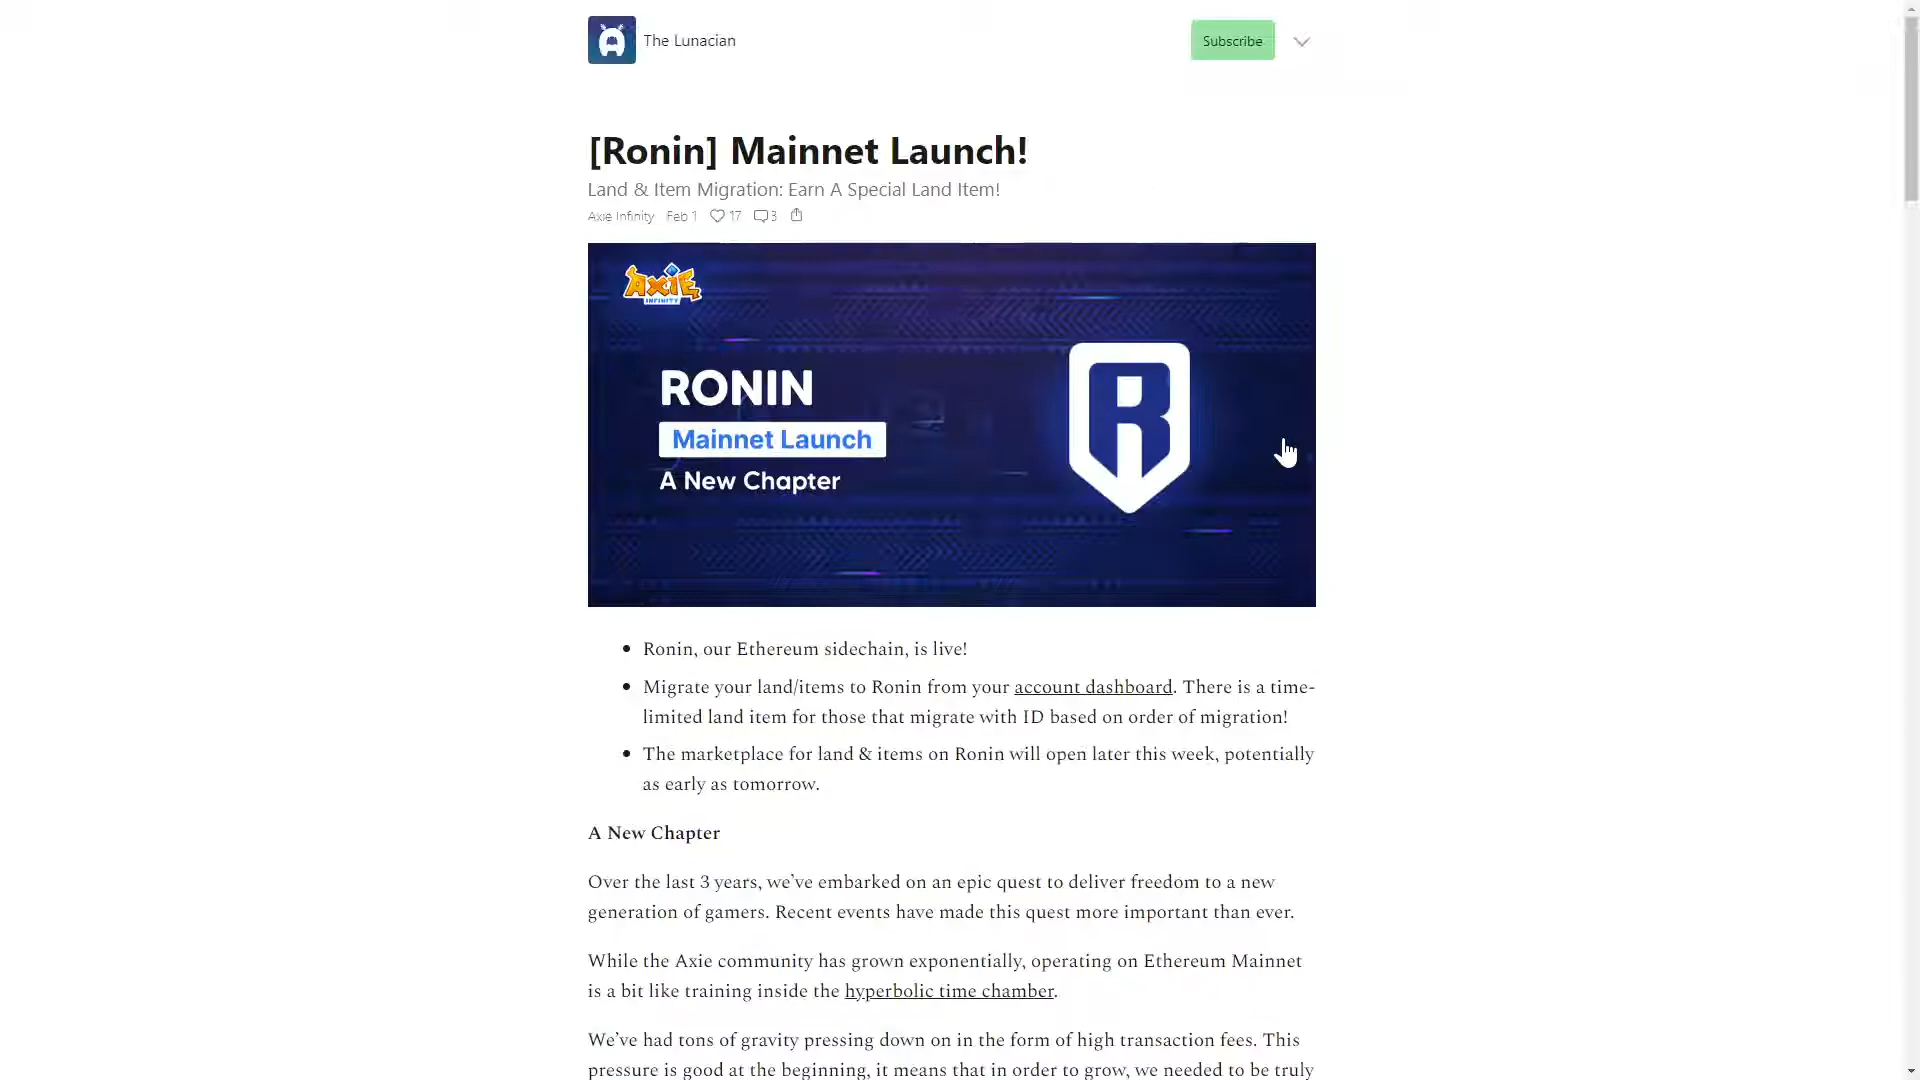 The Lunacian
Subscribe
[Ronin] Mainnet Launch!
Land & Item Migration: Earn A Special Land Item!
Axie Infinity Feb 1 17 3
AXIE
INFINITY
RONIN
Mainnet Launch
A New Chapter
• Ronin, our Ethereum sidechain, is live!
• Migrate your land/items to Ronin from your account dashboard. There is a time-
limited land item for those that migrate with ID based on order of migration!
• The marketplace for land & items on Ronin will open later this week, potentially
as early as tomorrow.
A New Chapter
Over the last 3 years, we’ve embarked on an epic quest to deliver freedom to a new
generation of gamers. Recent events have made this quest more important than ever.
While the Axie community has grown exponentially, operating on Ethereum Mainnet
is a bit like training inside the hyperbolic time chamber.
We’ve had tons of gravity pressing down on in the form of high transaction fees. This
pressure is good at the beginning, it means that in order to grow, we needed to be truly